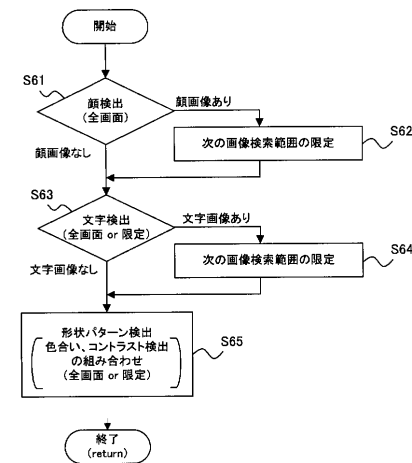 開始
S61
顔検出
(全画面)
顔画像あり
次の画像検索範囲の限定
S62
顔画像なし
S63
文字検出
(全画面 or 限定)
文字画像あり
次の画像検索範囲の限定
S64
文字画像なし
形状パターン検出
色合い、コントラスト検出
の組み合わせ
(全画面 or 限定)
S65
終了
(return)